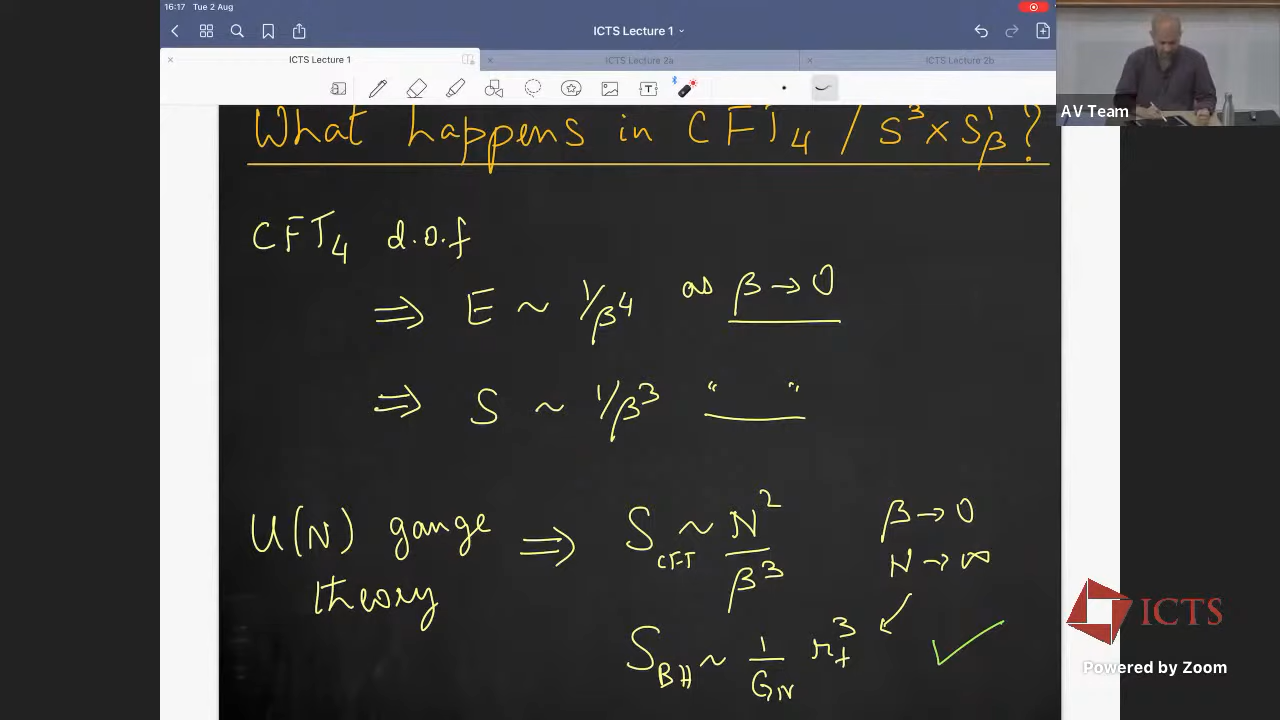 16:17 Tue 2 Aug
ICTS Lecture 1
ICTS Lecture 1
ICTS Lecture 2a
ICTS Lecture 2b
AV Team
What happens in CFT₄ / S³ × S¹_β ?
CFT₄ d.o.f
⇒ E ~ 1/β⁴ as β → 0
⇒ S ~ 1/β³ " "
U(N) gauge theory ⇒ S_CFT ~ N²/β³
β → 0
N → ∞
S_BH ~ 1/G_N r₊³ ✓
ICTS
Powered by Zoom